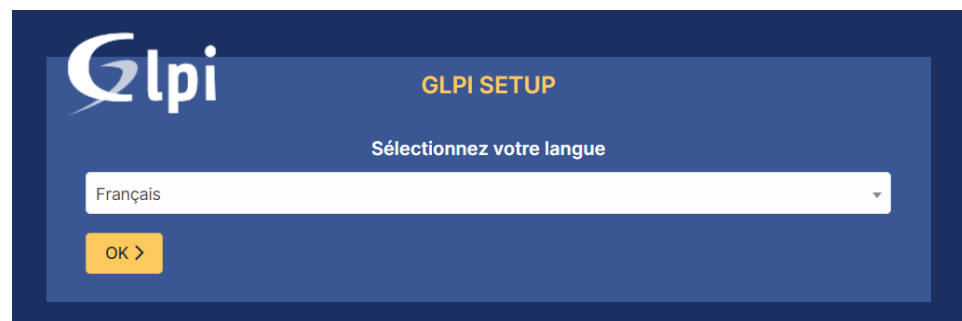 Glpi
GLPI SETUP
Sélectionnez votre langue
Français
OK